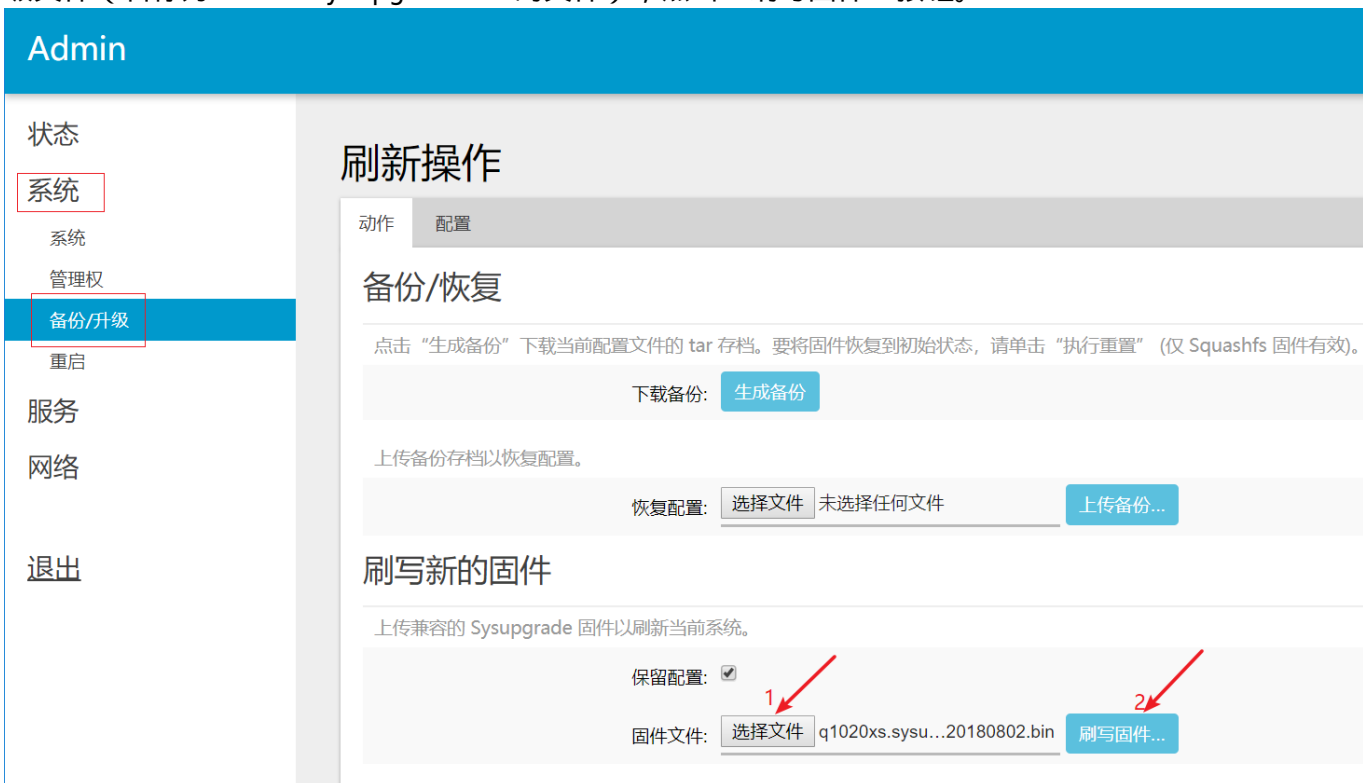 Admin
状态
系统
系统
管理权
备份/升级
重启
服务
网络
退出
刷新操作
动作 配置
备份/恢复
点击“生成备份”下载当前配置文件的 tar 存档。要将固件恢复到初始状态，请单击“执行重置” (仅 Squashfs 固件有效)。
下载备份: 生成备份
上传备份存档以恢复配置。
恢复配置: 选择文件 未选择任何文件 上传备份...
刷写新的固件
上传兼容的 Sysupgrade 固件以刷新当前系统。
保留配置:
1 2
固件文件: 选择文件 q1020xs.sysu...20180802.bin 刷写固件...